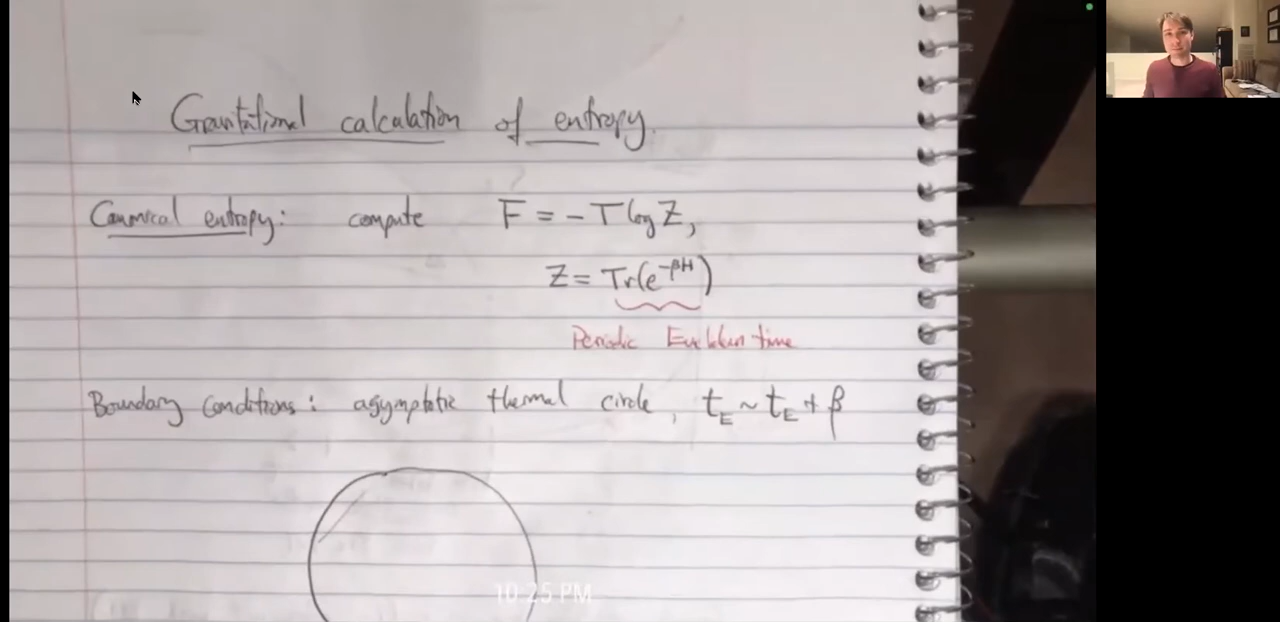 Gravitational calculation of entropy.
Canonical entropy: compute F = - T log Z,
Z = Tr(e^{-βH})
Periodic Euclidean time
Boundary Conditions: asymptotic thermal circle, t_E ~ t_E + β
10:25 PM